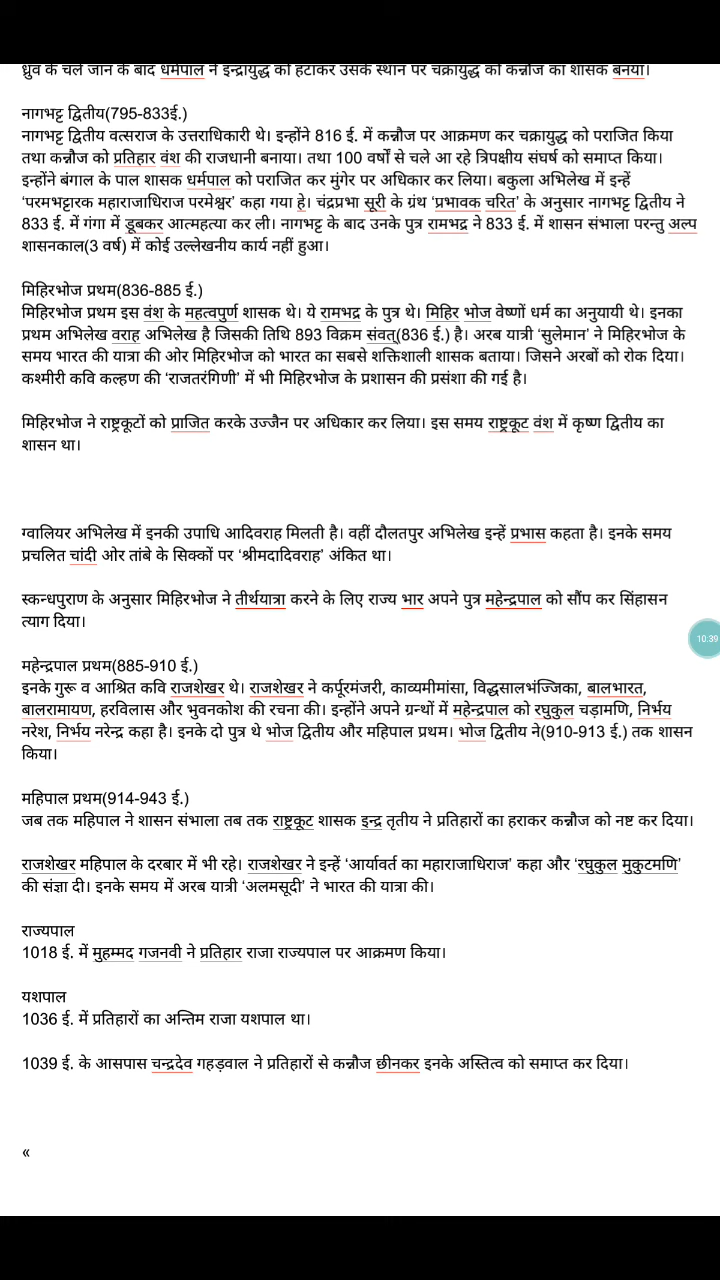 ध्रुव के चले जाने के बाद धर्मपाल ने इन्द्रायुद्ध को हटाकर उसके स्थान पर चक्रायुद्ध को कन्नौज का शासक बनया।
नागभट्ट द्वितीय(795-833ई.)
नागभट्ट द्वितीय वत्सराज के उत्तराधिकारी थे। इन्होंने 816 ई. में कन्नौज पर आक्रमण कर चक्रायुद्ध को पराजित किया
तथा कन्नौज को प्रतिहार वंश की राजधानी बनाया। तथा 100 वर्षों से चले आ रहे त्रिपक्षीय संघर्ष को समाप्त किया।
इन्होंने बंगाल के पाल शासक धर्मपाल को पराजित कर मुंगेर पर अधिकार कर लिया। बकुला अभिलेख में इन्हें
‘परमभट्टारक महाराजाधिराज परमेश्वर’ कहा गया हे। चंद्रप्रभा सूरी के ग्रंथ ‘प्रभावक चरित’ के अनुसार नागभट्ट द्वितीय ने
833 ई. में गंगा में डूबकर आत्महत्या कर ली। नागभट्ट के बाद उनके पुत्र रामभद्र ने 833 ई. में शासन संभाला परन्तु अल्प
शासनकाल(3 वर्ष) में कोई उल्लेखनीय कार्य नहीं हुआ।
मिहिरभोज प्रथम(836-885 ई.)
मिहिरभोज प्रथम इस वंश के महत्वपुर्ण शासक थे। ये रामभद्र के पुत्र थे। मिहिर भोज वेष्णों धर्म का अनुयायी थे। इनका
प्रथम अभिलेख वराह अभिलेख है जिसकी तिथि 893 विक्रम संवत्(836 ई.) है। अरब यात्री ‘सुलेमान’ ने मिहिरभोज के
समय भारत की यात्रा की ओर मिहिरभोज को भारत का सबसे शक्तिशाली शासक बताया। जिसने अरबों को रोक दिया।
कश्मीरी कवि कल्हण की ‘राजतरंगिणी’ में भी मिहिरभोज के प्रशासन की प्रसंशा की गई है।
मिहिरभोज ने राष्ट्रकूटों को प्राजित करके उज्जैन पर अधिकार कर लिया। इस समय राष्ट्रकूट वंश में कृष्ण द्वितीय का
शासन था।
ग्वालियर अभिलेख में इनकी उपाधि आदिवराह मिलती है। वहीं दौलतपुर अभिलेख इन्हें प्रभास कहता है। इनके समय
प्रचलित चांदी ओर तांबे के सिक्कों पर ‘श्रीमदादिवराह’ अंकित था।
स्कन्धपुराण के अनुसार मिहिरभोज ने तीर्थयात्रा करने के लिए राज्य भार अपने पुत्र महेन्द्रपाल को सौंप कर सिंहासन
त्याग दिया।
10.39
महेन्द्रपाल प्रथम(885-910 ई.)
इनके गुरू व आश्रित कवि राजशेखर थे। राजशेखर ने कर्पूरमंजरी, काव्यमीमांसा, विद्धसालभंज्जिका, बालभारत,
बालरामायण, हरविलास और भुवनकोश की रचना की। इन्होंने अपने ग्रन्थों में महेन्द्रपाल को रघुकुल चड़ामणि, निर्भय
नरेश, निर्भय नरेन्द्र कहा है। इनके दो पुत्र थे भोज द्वितीय और महिपाल प्रथम। भोज द्वितीय ने(910-913 ई.) तक शासन
किया।
महिपाल प्रथम(914-943 ई.)
जब तक महिपाल ने शासन संभाला तब तक राष्ट्रकूट शासक इन्द्र तृतीय ने प्रतिहारों का हराकर कन्नौज को नष्ट कर दिया।
राजशेखर महिपाल के दरबार में भी रहे। राजशेखर ने इन्हें ‘आर्यावर्त का महाराजाधिराज’ कहा और ‘रघुकुल मुकुटमणि’
की संज्ञा दी। इनके समय में अरब यात्री ‘अलमसूदी’ ने भारत की यात्रा की।
राज्यपाल
1018 ई. में मुहम्मद गजनवी ने प्रतिहार राजा राज्यपाल पर आक्रमण किया।
यशपाल
1036 ई. में प्रतिहारों का अन्तिम राजा यशपाल था।
1039 ई. के आसपास चन्द्रदेव गहड़वाल ने प्रतिहारों से कन्नौज छीनकर इनके अस्तित्व को समाप्त कर दिया।
«